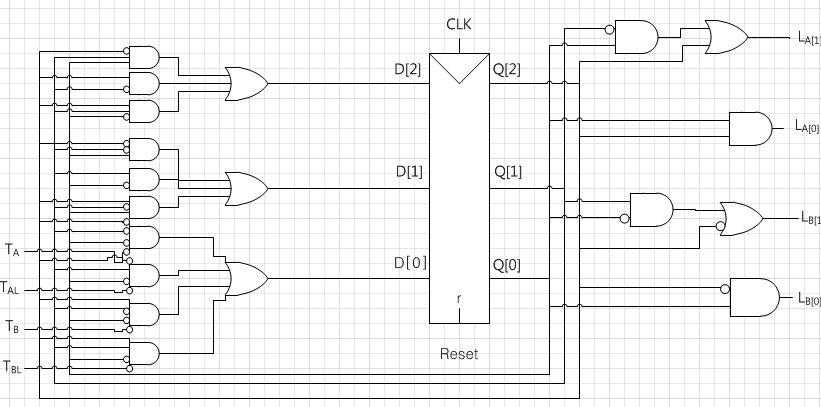 CLK
L_A[1]
D[2]
Q[2]
L_A[0]
D[1]
Q[1]
L_B[1
T_A
D[0]
Q[0]
T_AL
r
L_B[0]
T_B
Reset
T_BL